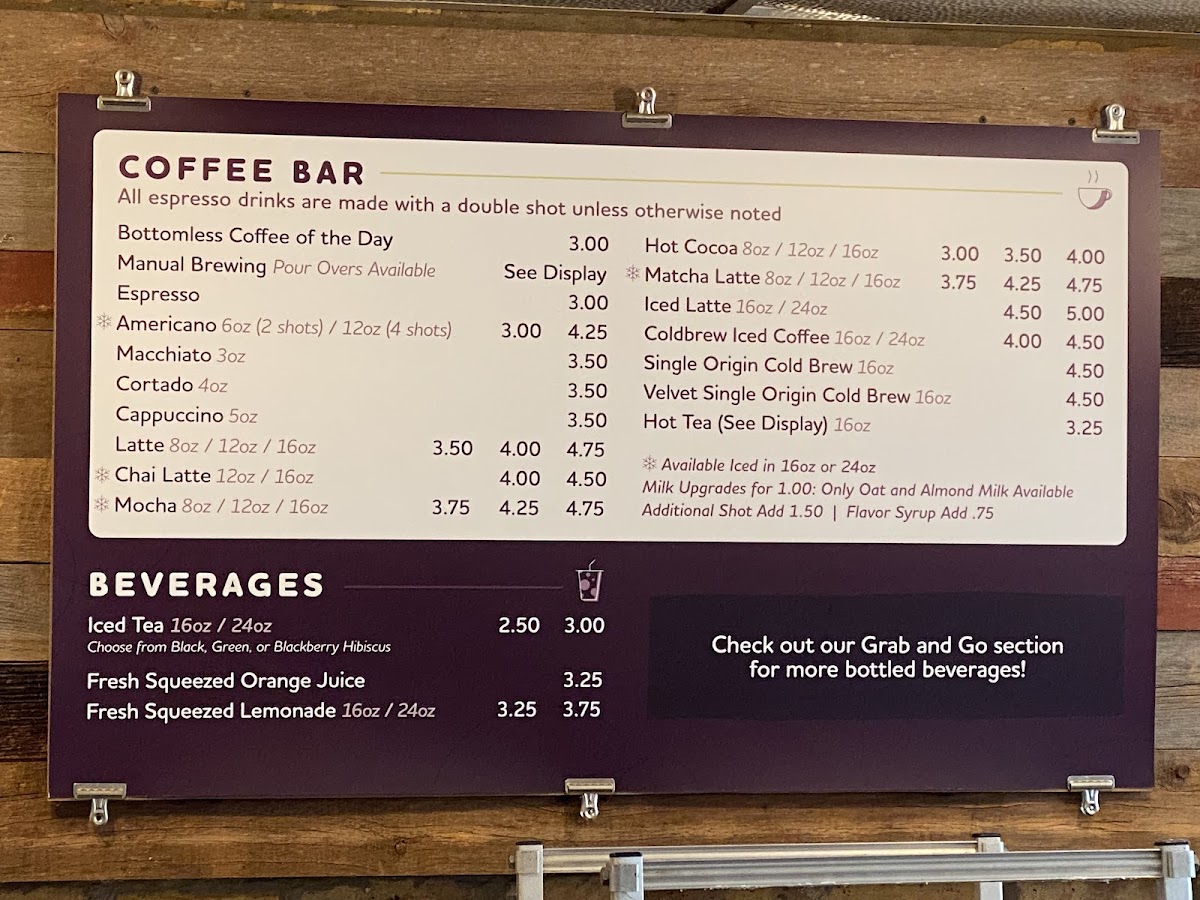 COFFEE BAR
All espresso drinks are made with a double shot unless otherwise noted
Bottomless Coffee of the Day 3.00
Manual Brewing Pour Overs Available See Display
Espresso 3.00
Americano 6oz (2 shots) / 12oz (4 shots) 3.00 4.25
Macchiato 3oz 3.50
Cortado 4oz 3.50
Cappuccino 5oz 3.50
Latte 8oz / 12oz / 16oz 3.50 4.00 4.75
Chai Latte 12oz / 16oz 4.00 4.50
Mocha 8oz / 12oz / 16oz 3.75 4.25 4.75
Hot Cocoa 8oz / 12oz / 16oz 3.00 3.50 4.00
Matcha Latte 8oz / 12oz / 16oz 3.75 4.25 4.75
Iced Latte 16oz / 24oz 4.50 5.00
Coldbrew Iced Coffee 16oz / 24oz 4.00 4.50
Single Origin Cold Brew 16oz 4.50
Velvet Single Origin Cold Brew 16oz 4.50
Hot Tea (See Display) 16oz 3.25
Available Iced in 16oz or 24oz
Milk Upgrades for 1.00: Only Oat and Almond Milk Available
Additional Shot Add 1.50 | Flavor Syrup Add .75
BEVERAGES
Iced Tea 16oz / 24oz 2.50 3.00
Choose from Black, Green, or Blackberry Hibiscus
Fresh Squeezed Orange Juice 3.25
Fresh Squeezed Lemonade 16oz / 24oz 3.25 3.75
Check out our Grab and Go section
for more bottled beverages!